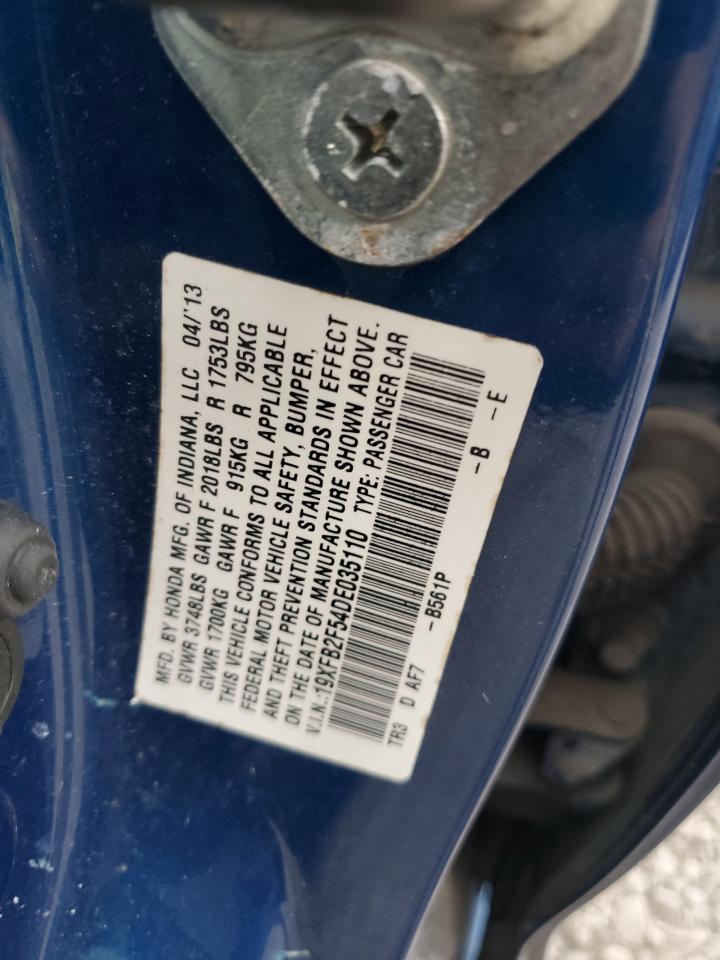 MFD. BY HONDA MFG. OF INDIANA, LLC 04/'13
GVWR 3748LBS GAWR F 2018LBS R 1753LBS
GVWR 1700KG GAWR F 915KG R 795KG
THIS VEHICLE CONFORMS TO ALL APPLICABLE
FEDERAL MOTOR VEHICLE SAFETY, BUMPER,
AND THEFT PREVENTION STANDARDS IN EFFECT
ON THE DATE OF MANUFACTURE SHOWN ABOVE.
V.I.N.:19XFB2F54DE035110 TYPE: PASSENGER CAR
TR3 D AF7 -B561P -B -E